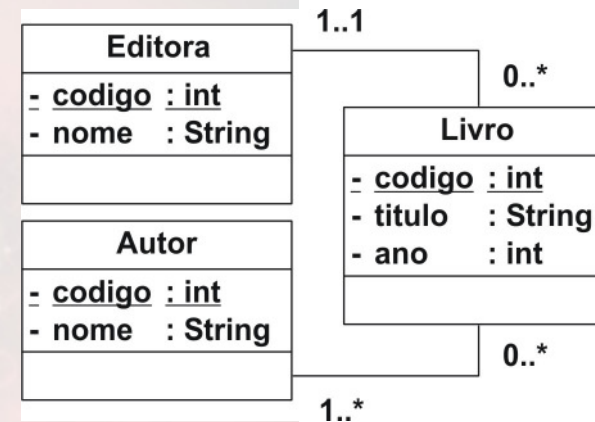 1..1
Editora
- codigo : int
- nome : String
0..*
Livro
- codigo : int
- titulo : String
- ano : int
Autor
- codigo : int
- nome : String
0..*
1..*